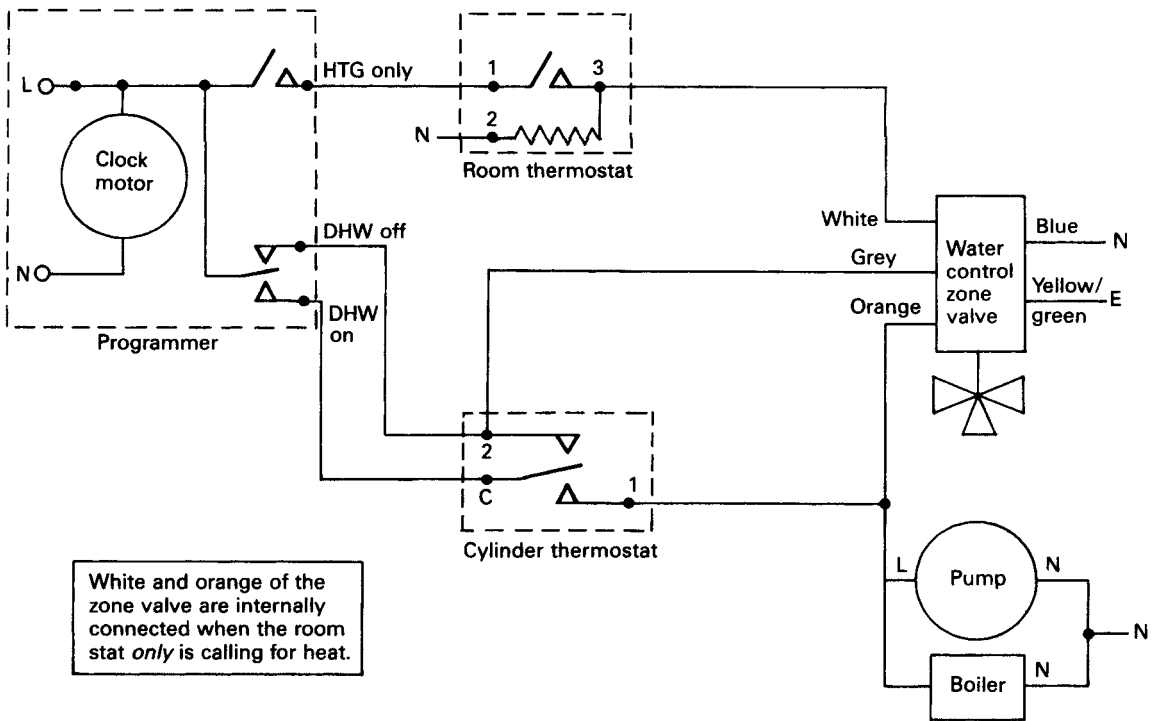 HTG only
1
3
L
2
N
Clock
motor
Room thermostat
DHW off
White
Blue
N
Water
control
zone
valve
Grey
Yellow/
green
E
N
Orange
DHW
on
Programmer
2
C
1
Cylinder thermostat
L
Pump
N
N
Boiler
N
White and orange of the
zone valve are internally
connected when the room
stat only is calling for heat.